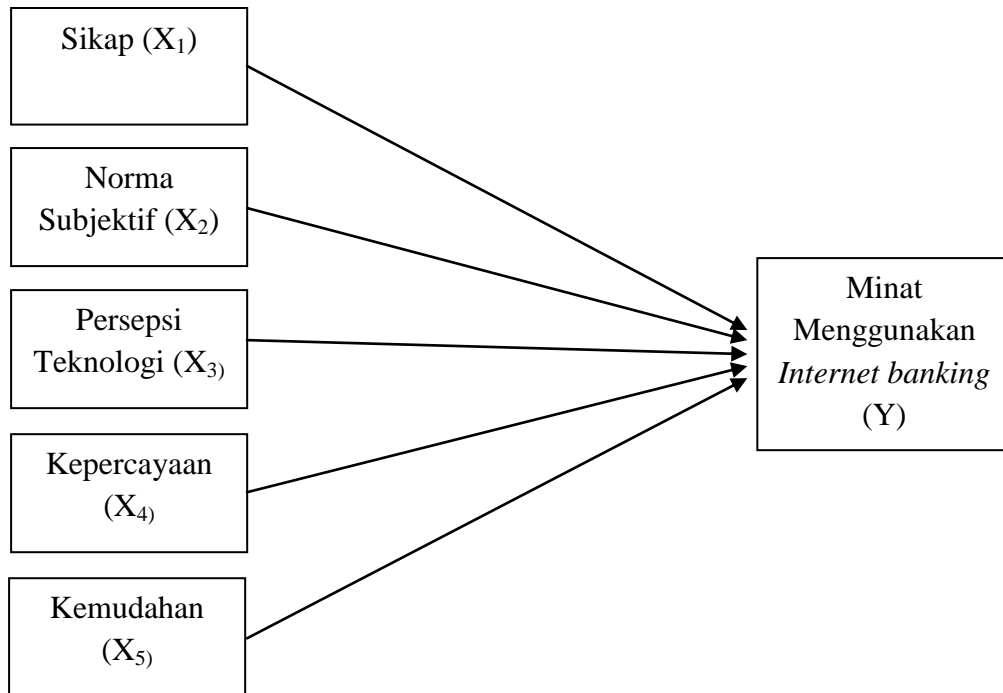 Sikap (X₁)
Norma
Subjektif (X₂)
Persepsi
Teknologi (X₃)
Kepercayaan
(X₄)
Kemudahan
(X₅)
Minat
Menggunakan
Internet banking
(Y)